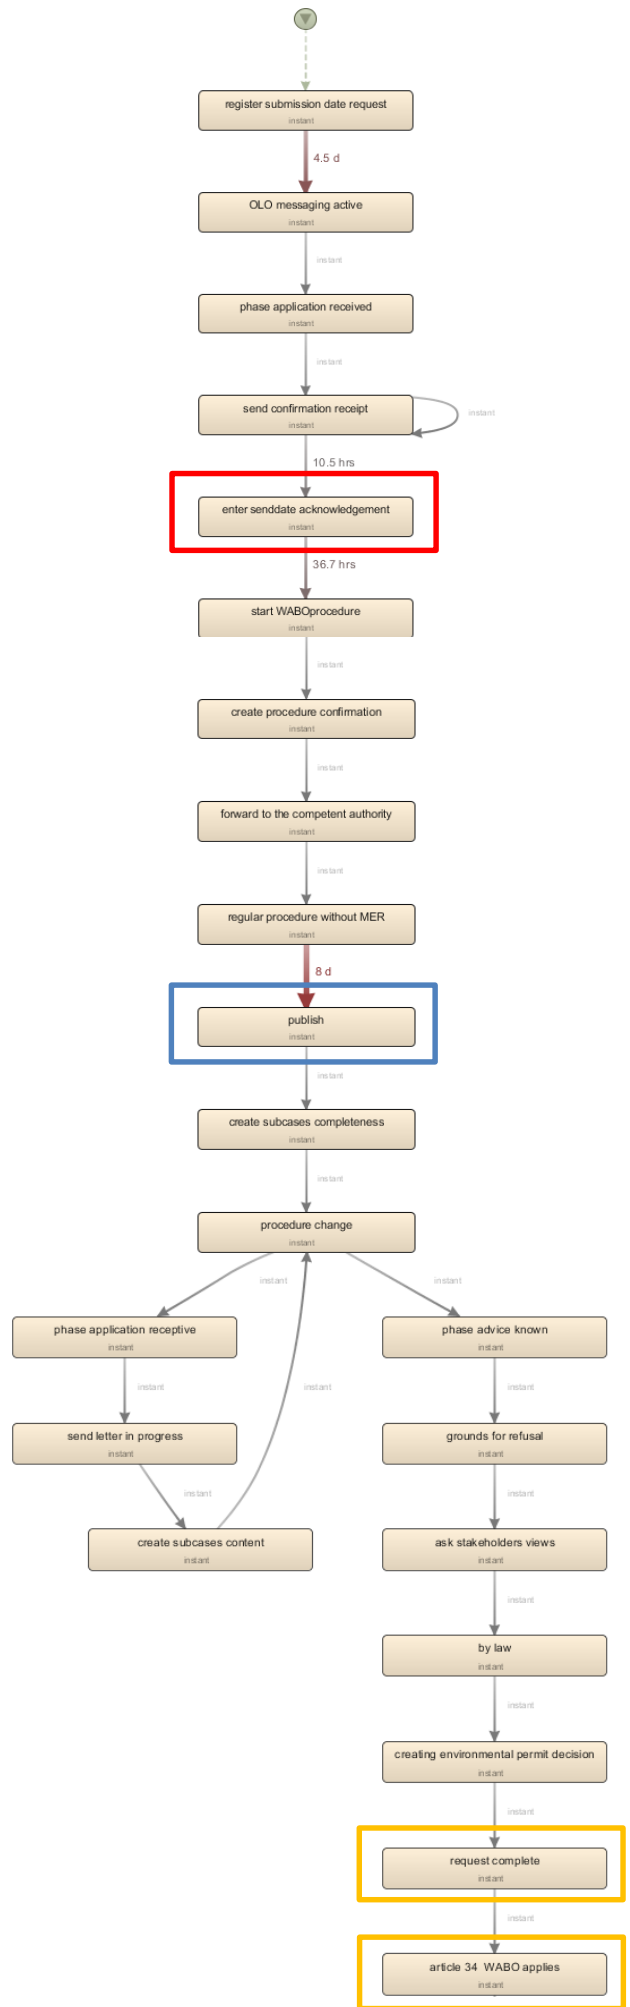 register submission date request
instant
4.5 d
OLO messaging active
instant
instant
phase application received
instant
instant
send confirmation receipt
instant
instant
10.5 hrs
enter senddate acknowledgement
instant
36.7 hrs
start WABOprocedure
instant
instant
create procedure confirmation
instant
instant
forward to the competent authority
instant
instant
regular procedure without MER
instant
8 d
publish
instant
instant
create subcases completeness
instant
instant
procedure change
instant
instant
instant
phase application receptive
instant
phase advice known
instant
instant
instant
instant
send letter in progress
instant
grounds for refusal
instant
instant
instant
create subcases content
instant
ask stakeholders views
instant
instant
by law
instant
instant
creating environmental permit decision
instant
instant
request complete
instant
instant
article 34 WABO applies
instant